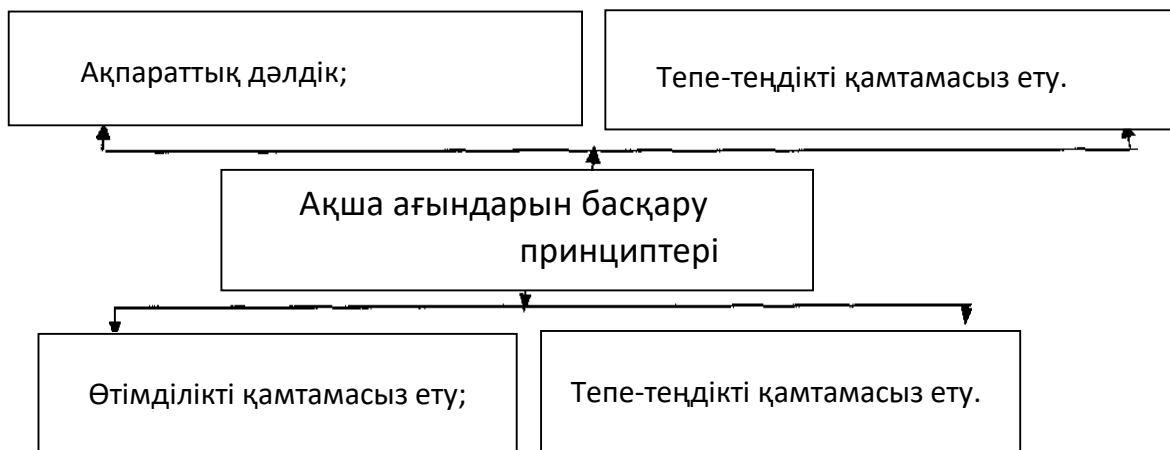 Ақпараттық дәлдік;
Тепе-теңдікті қамтамасыз ету.
Ақша ағындарын басқару
принциптері
Өтімділікті қамтамасыз ету;
Тепе-теңдікті қамтамасыз ету.